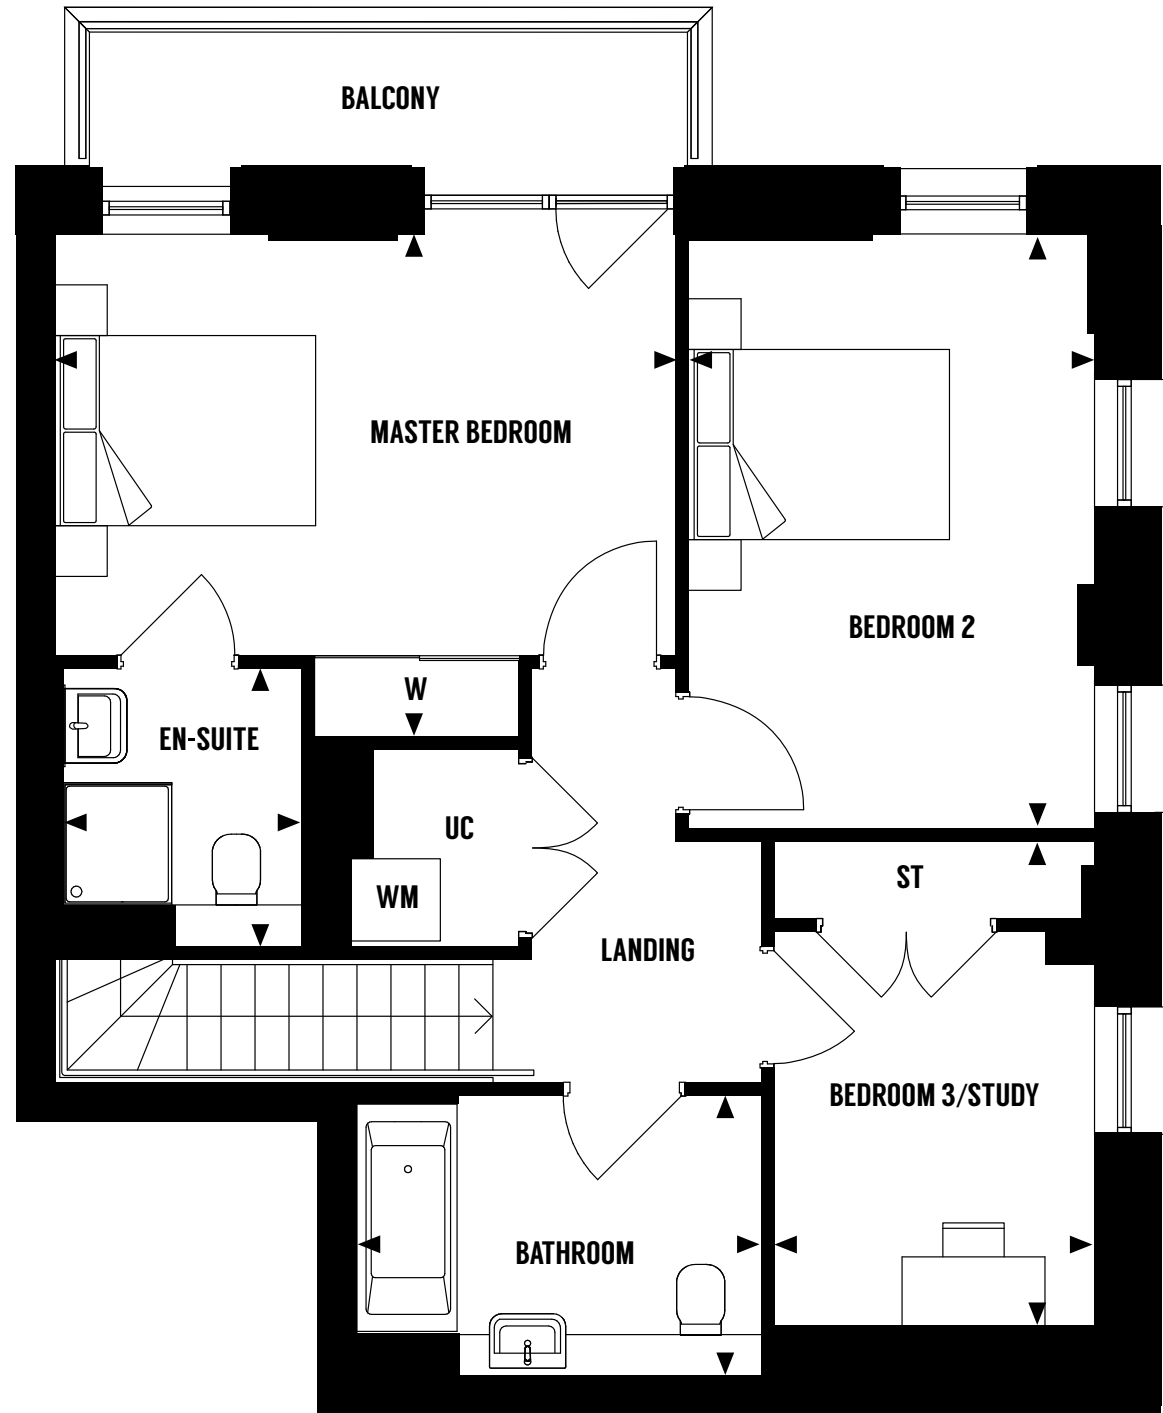 BALCONY
MASTER BEDROOM
BEDROOM 2
W
EN-SUITE
UC
WM
ST
LANDING
BEDROOM 3/STUDY
BATHROOM